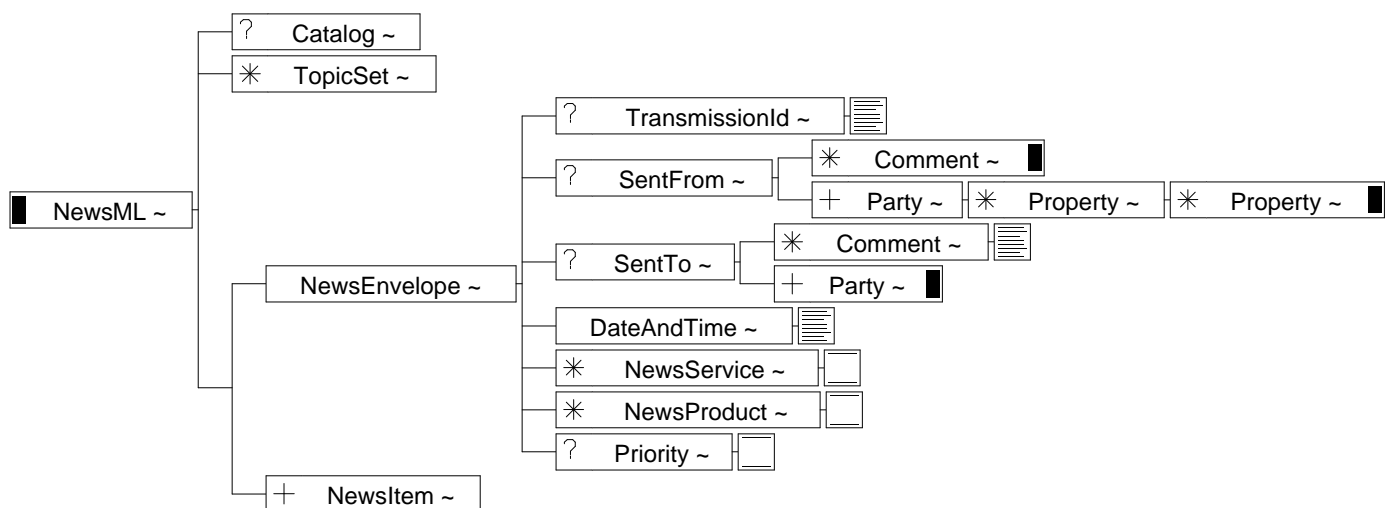 ? Catalog ~
* TopicSet ~
? TransmissionId ~
* Comment ~
? SentFrom ~
NewsML ~
+ Party ~ * Property ~ * Property ~
* Comment ~
? SentTo ~
NewsEnvelope ~
+ Party ~
DateAndTime ~
* NewsService ~
* NewsProduct ~
? Priority ~
+ NewsItem ~